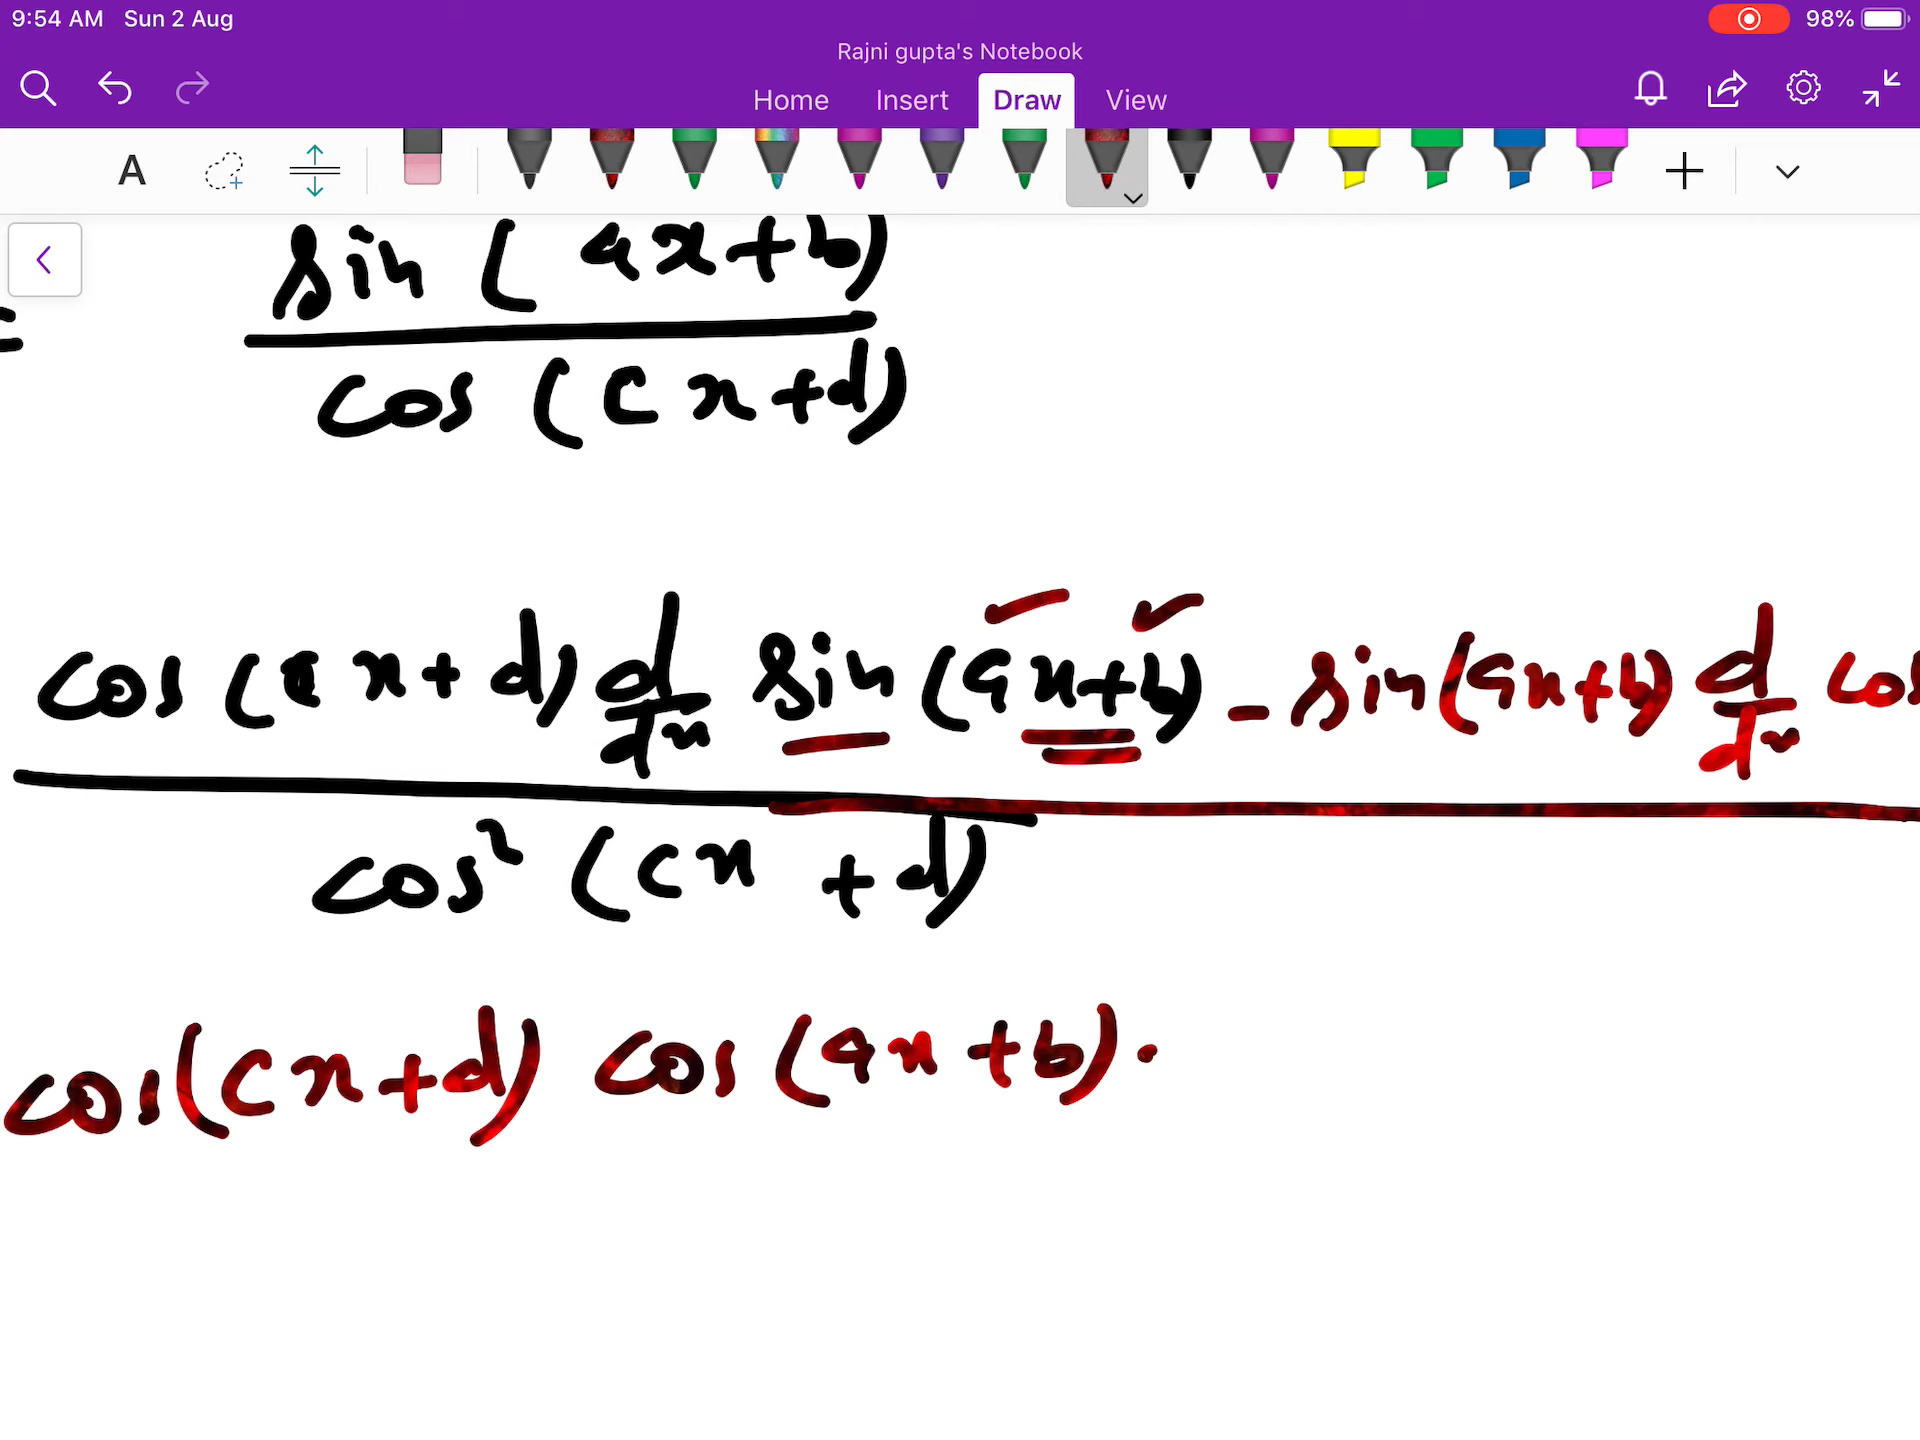 9:54 AM Sun 2 Aug 98%
Rajni gupta's Notebook
Home Insert Draw View
A
= sin (ax+b)
cos (cx+d)
cos (cx+d) d/dx sin (ax+b) - sin(ax+b) d/dx cos
cos² (cx +d)
cos(cx+d) cos (ax+b).